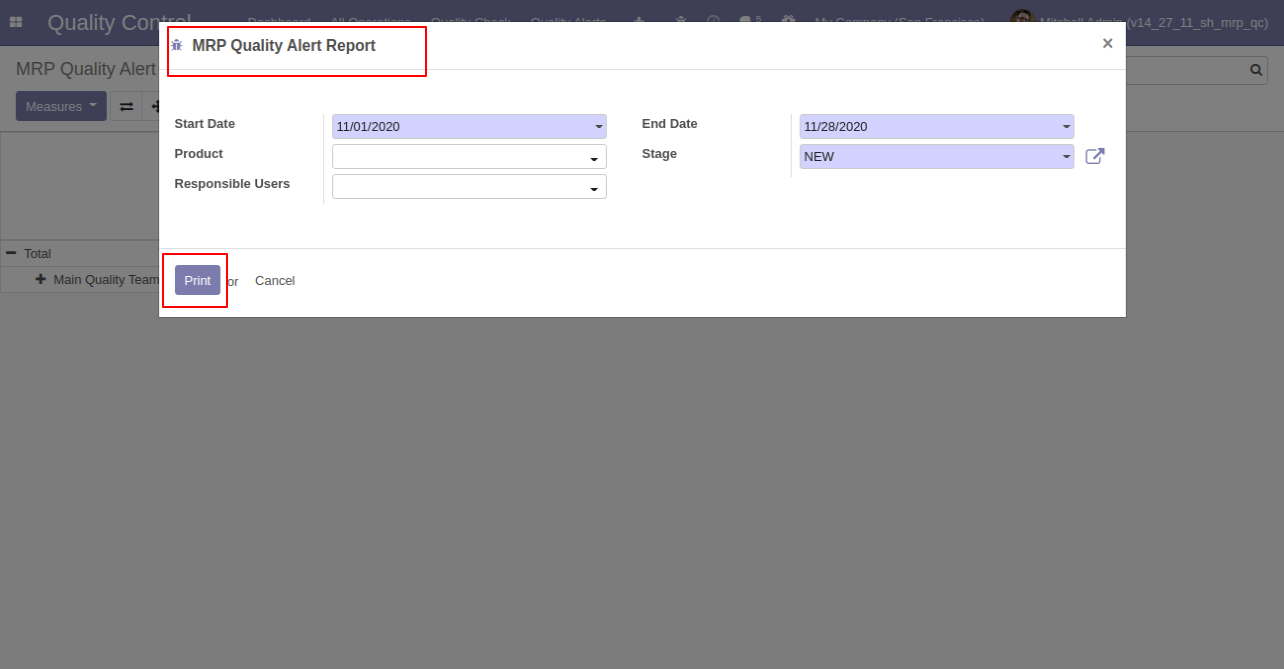 Quality Control
Dashboard All Operations Quality Check Quality Alerts 5 My Company (San Francisco) Mitchell Admin (v14_27_11_sh_mrp_qc)
MRP Quality Alert
Measures
MRP Quality Alert Report
×
Start Date 11/01/2020 End Date 11/28/2020
Product Stage NEW
Responsible Users
Print or Cancel
Total
Main Quality Team